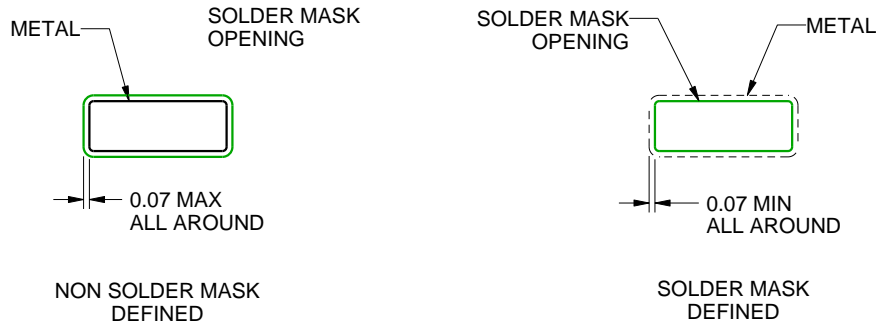 METAL
SOLDER MASK
OPENING
0.07 MAX
ALL AROUND
NON SOLDER MASK
DEFINED
SOLDER MASK
OPENING
METAL
0.07 MIN
ALL AROUND
SOLDER MASK
DEFINED